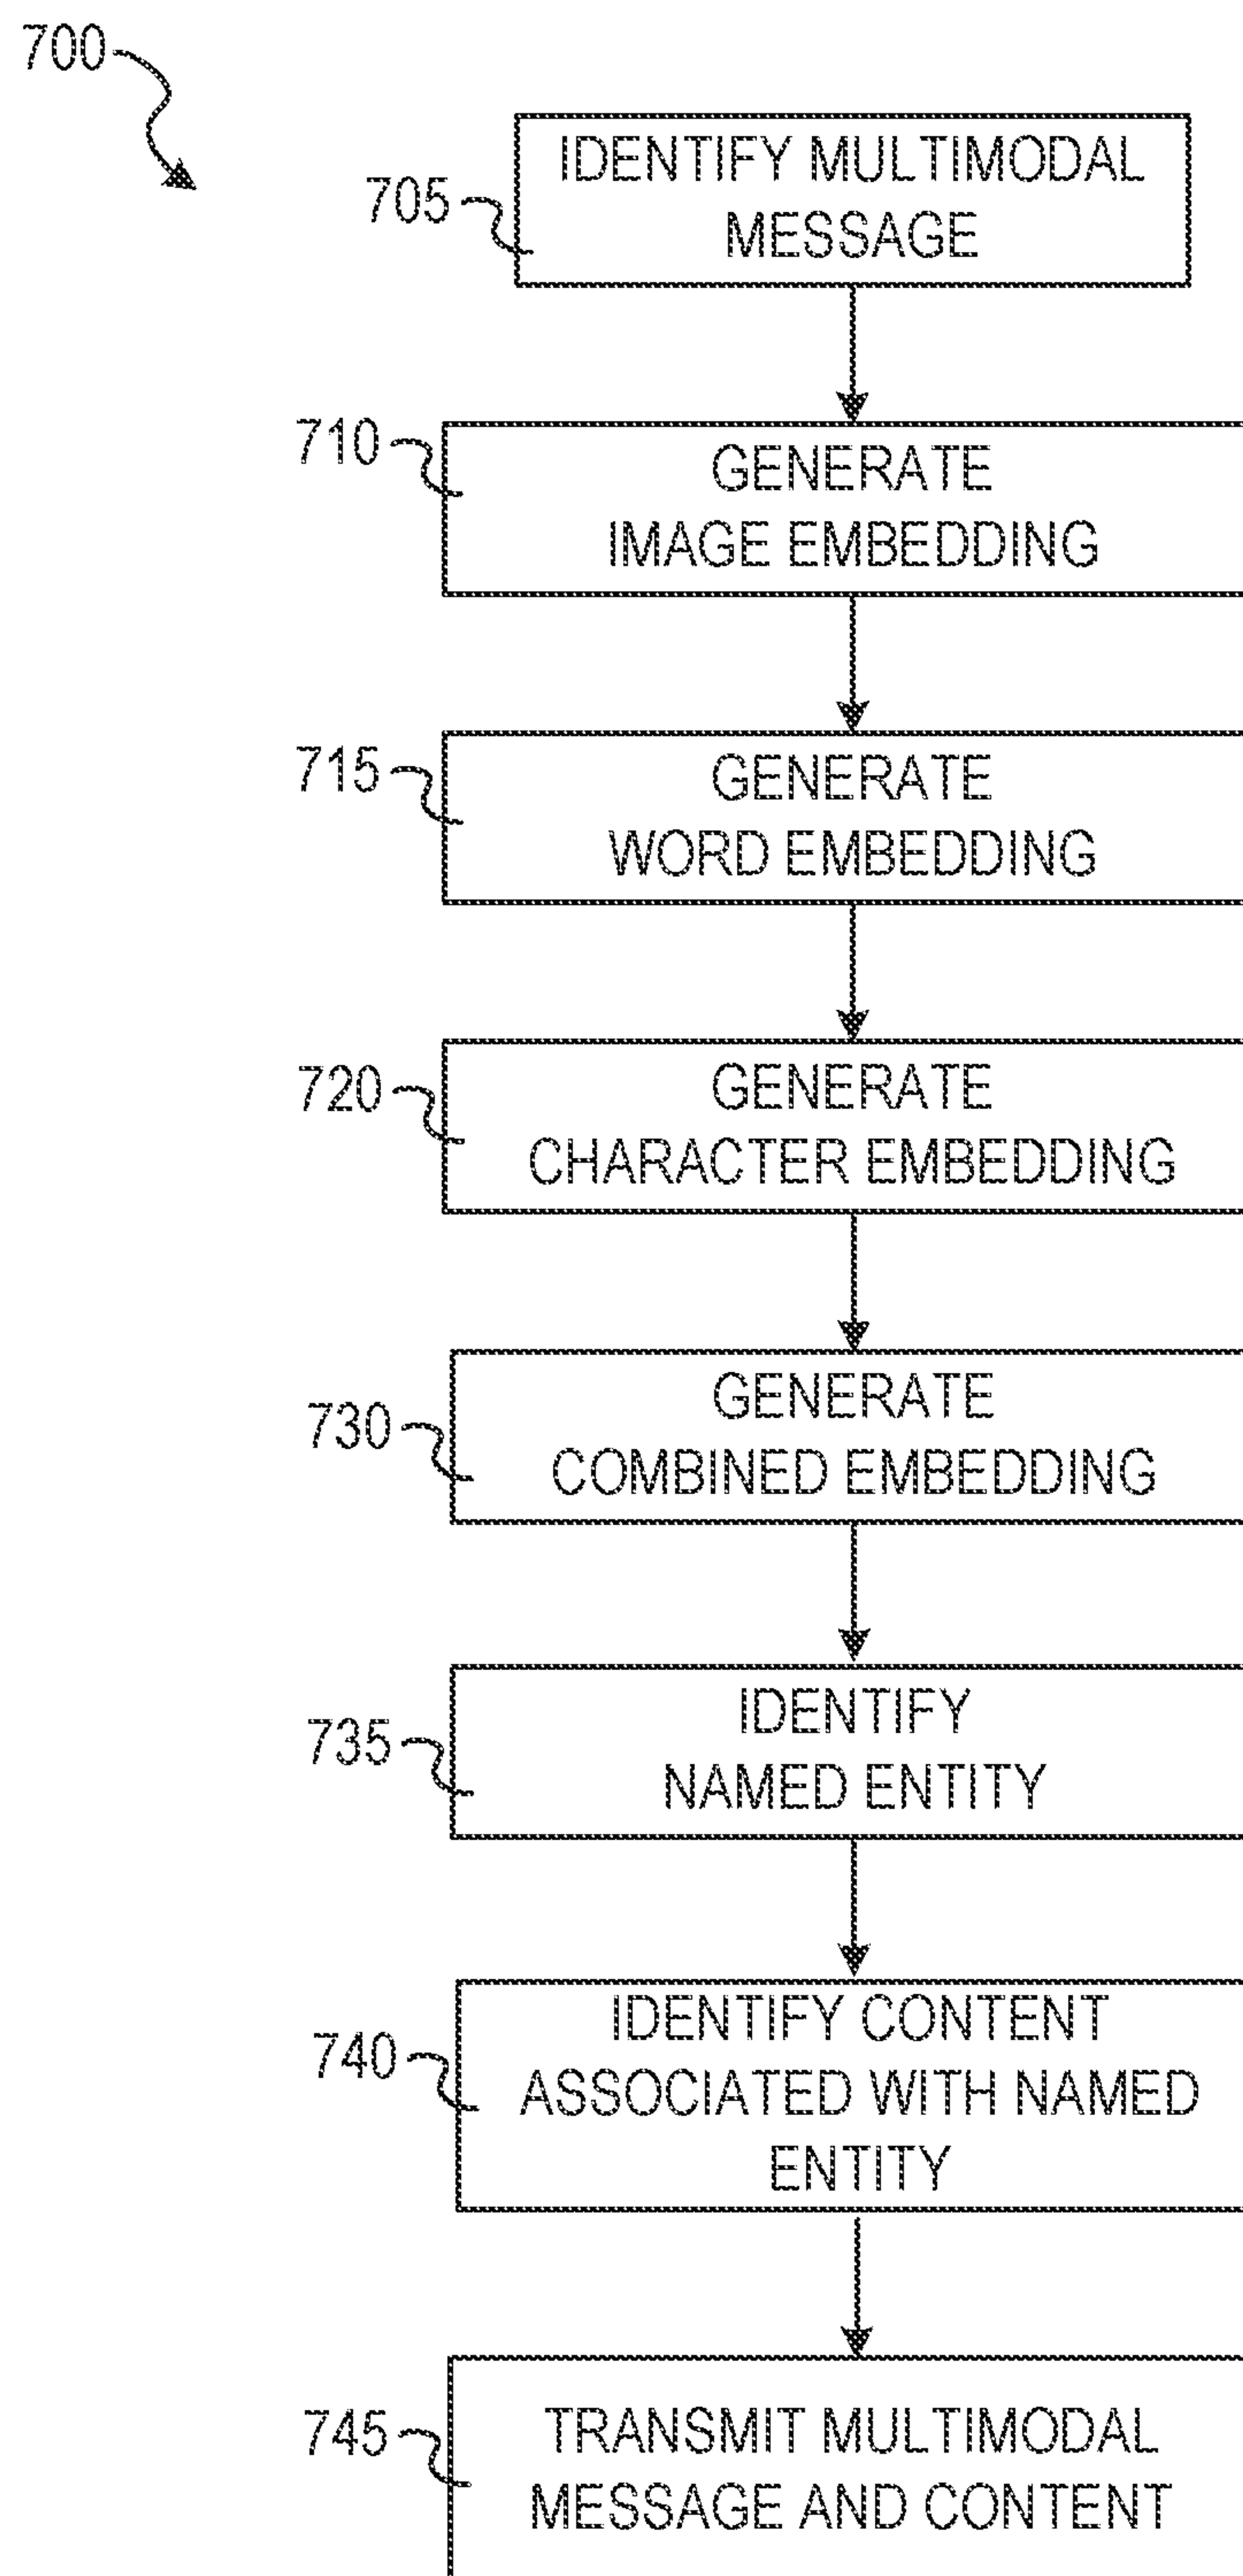 700
705
IDENTIFY MULTIMODAL
MESSAGE
710
GENERATE
IMAGE EMBEDDING
715
GENERATE
WORD EMBEDDING
720
GENERATE
CHARACTER EMBEDDING
730
GENERATE
COMBINED EMBEDDING
735
IDENTIFY
NAMED ENTITY
740
IDENTIFY CONTENT
ASSOCIATED WITH NAMED
ENTITY
745
TRANSMIT MULTIMODAL
MESSAGE AND CONTENT